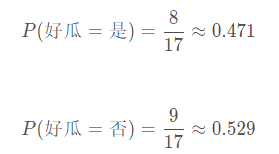 P(好瓜 = 是) = 8/17 ≈ 0.471
P(好瓜 = 否) = 9/17 ≈ 0.529